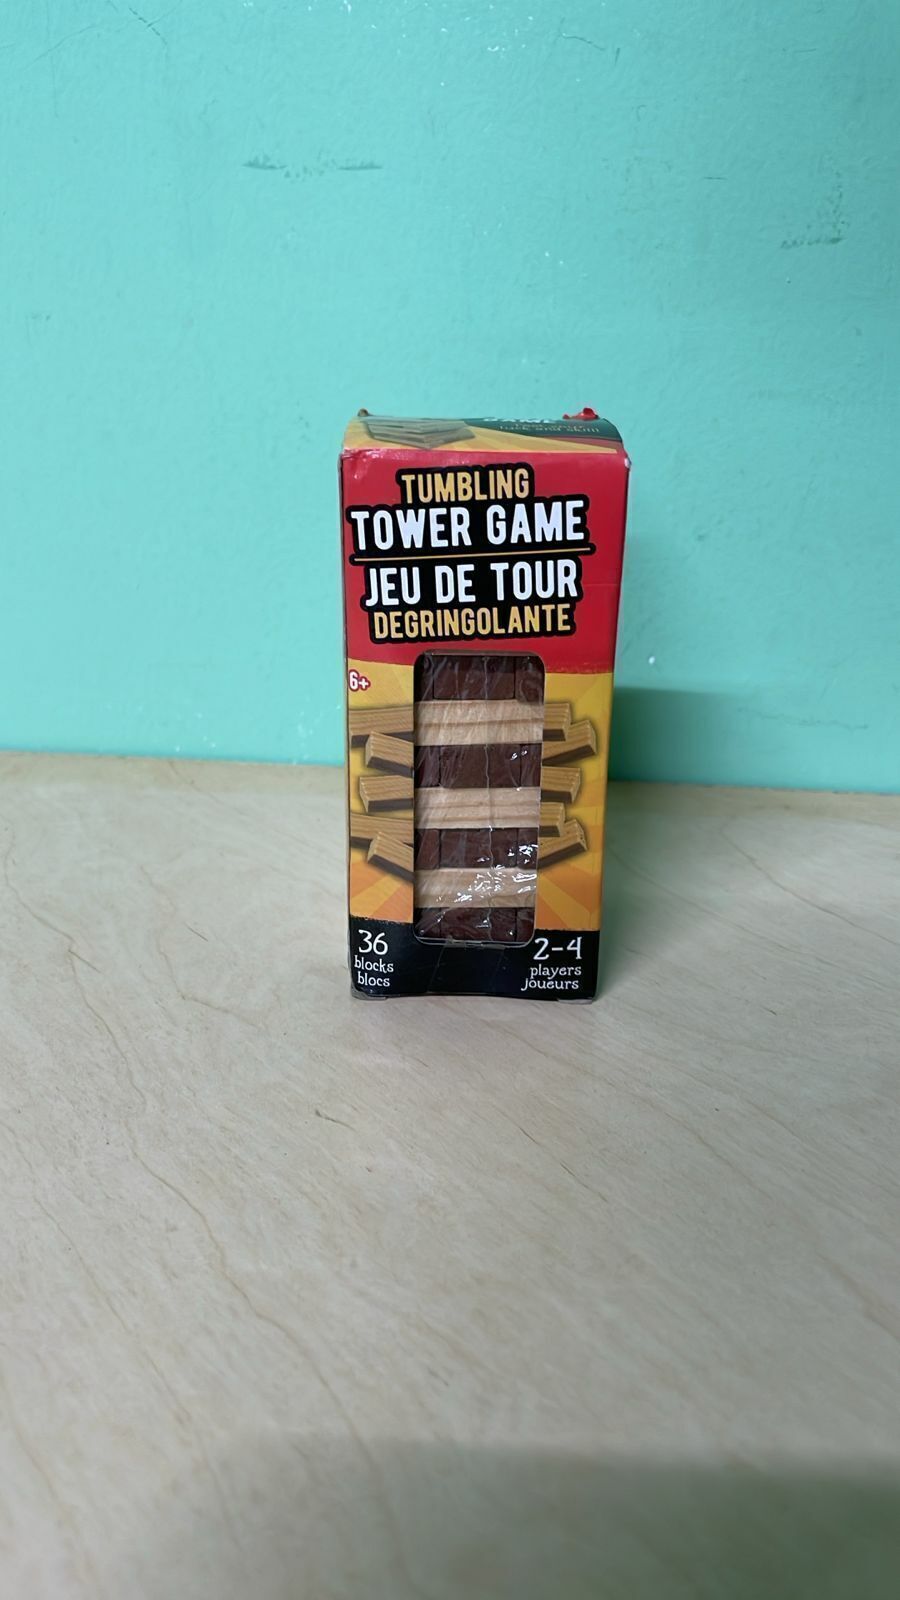 TUMBLING
TOWER GAME
JEU DE TOUR
DEGRINGOLANTE
6+
36
blocks
blocs
2-4
players
joueurs